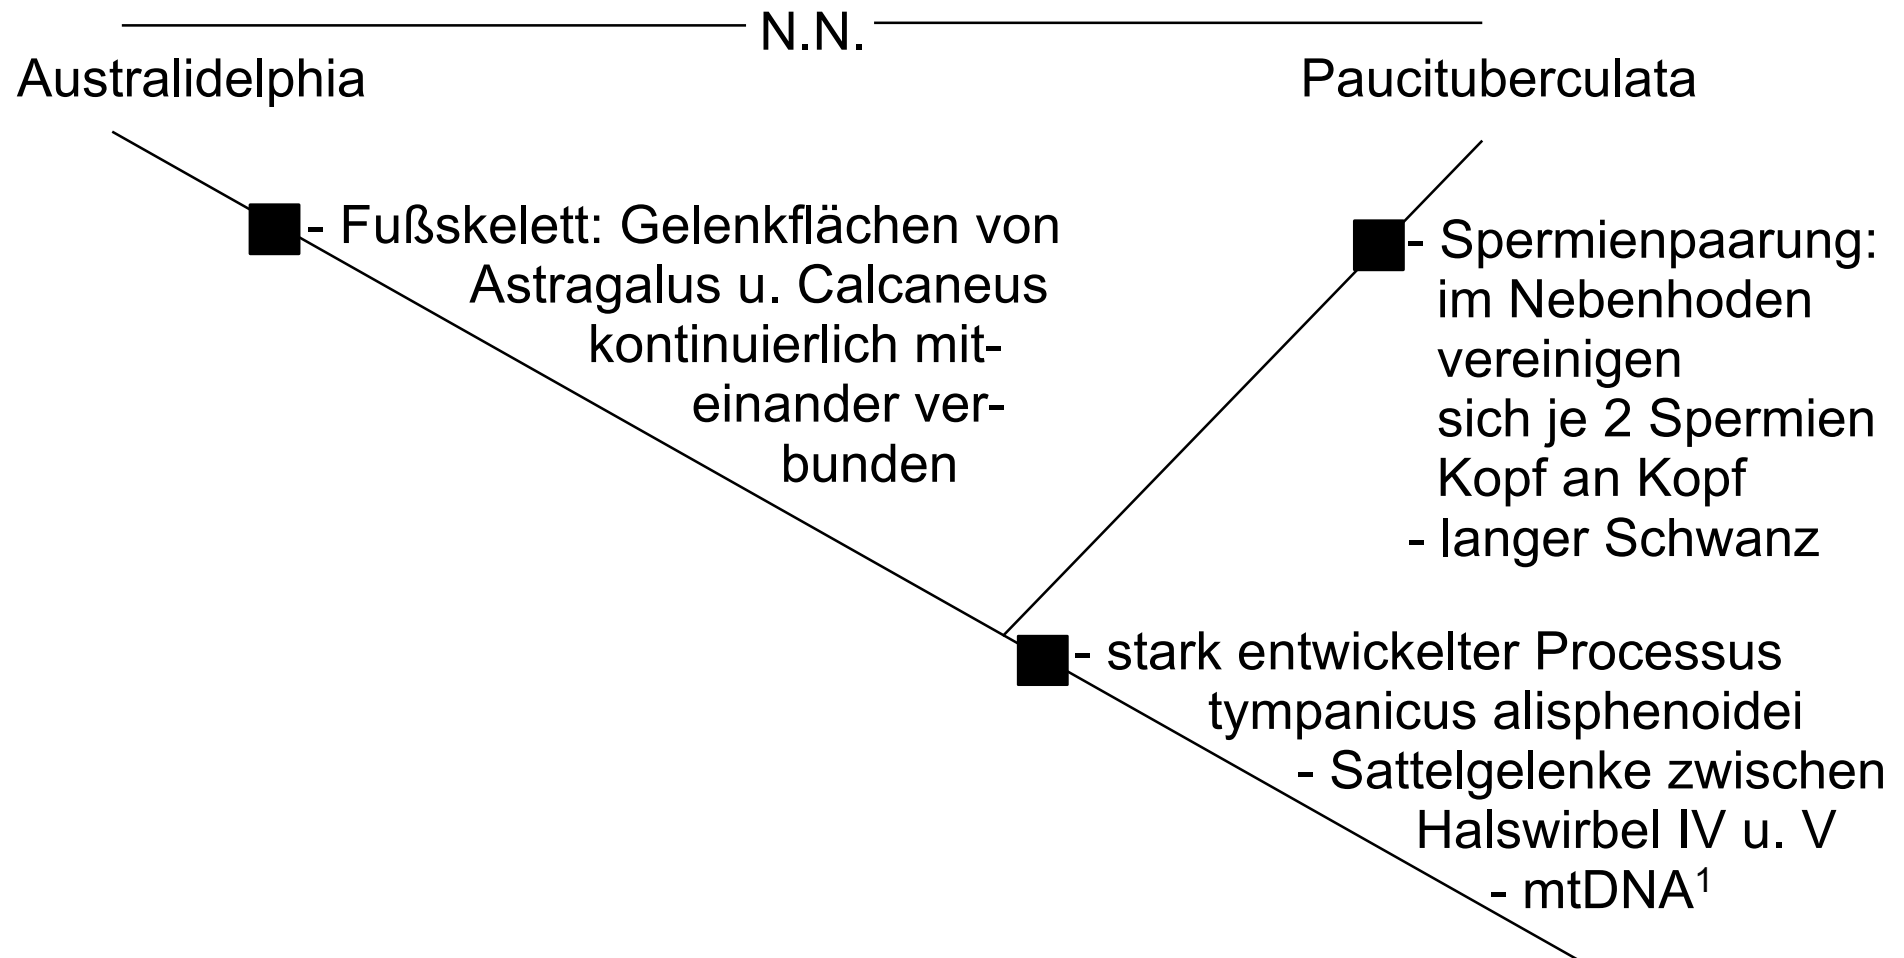 N.N.
Australidelphia
Paucituberculata
- Fußskelett: Gelenkflächen von
Astragalus u. Calcaneus
kontinuierlich mit-
einander ver-
bunden
- Spermienpaarung:
im Nebenhoden
vereinigen
sich je 2 Spermien
Kopf an Kopf
- langer Schwanz
- stark entwickelter Processus
tympanicus alisphenoidei
- Sattelgelenke zwischen
Halswirbel IV u. V
- mtDNA¹